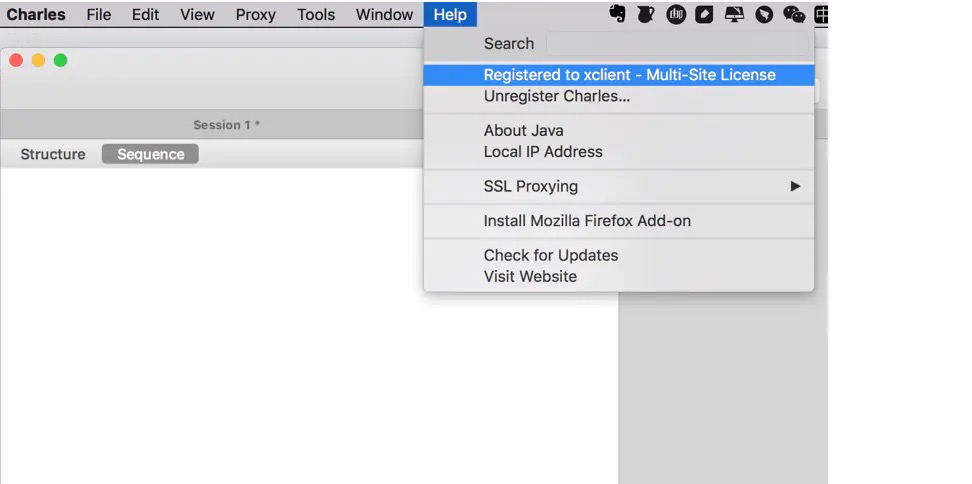 Charles File Edit View Proxy Tools Window Help
Search
Registered to xclient - Multi-Site License
Unregister Charles...
About Java
Session 1 *
Local IP Address
Structure Sequence
SSL Proxying
Install Mozilla Firefox Add-on
Check for Updates
Visit Website